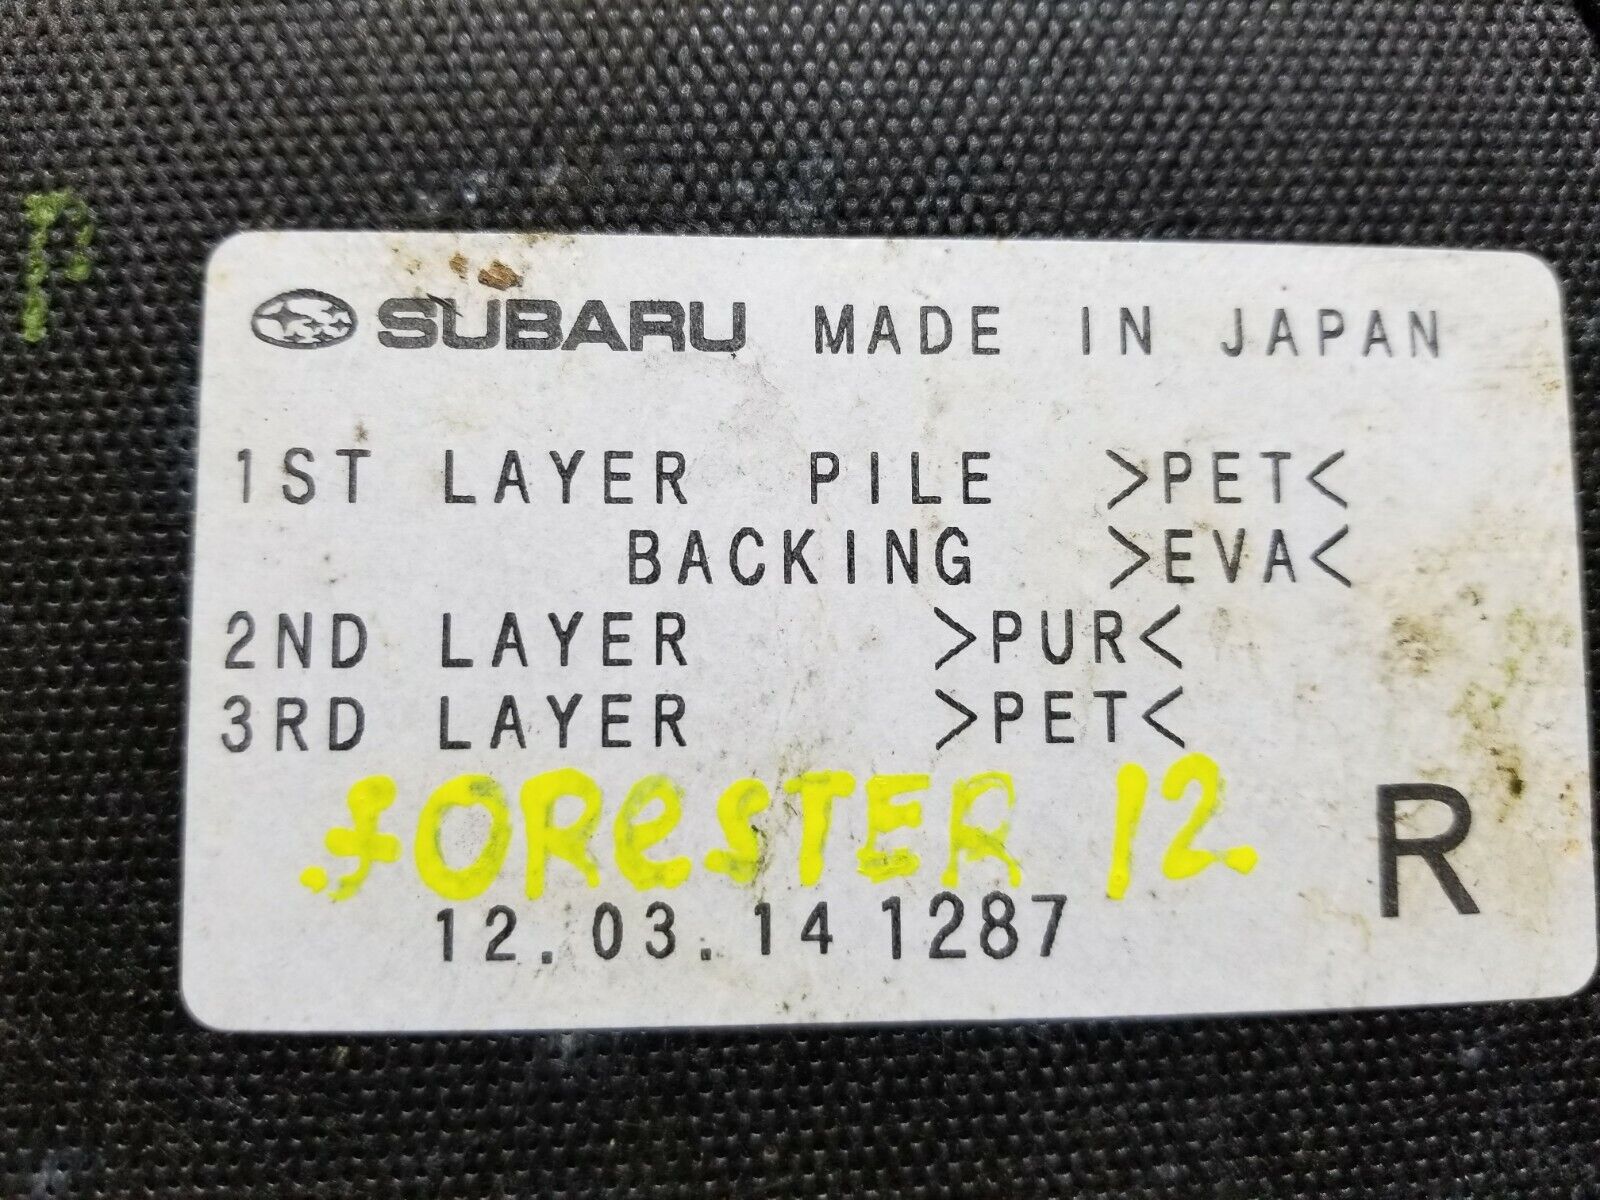 SUBARU MADE IN JAPAN
1ST LAYER PILE >PET<
BACKING >EVA<
2ND LAYER >PUR<
3RD LAYER >PET<
.fOReSTER 12.
R
12.03.14 1287